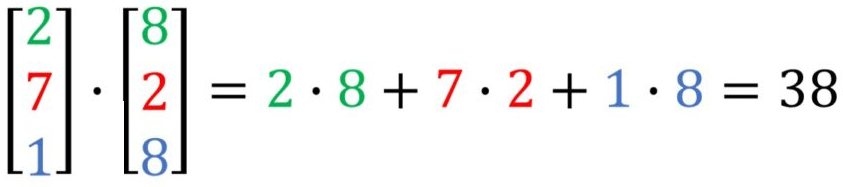 [2 7 1] · [8 2 8] = 2 · 8 + 7 · 2 + 1 · 8 = 38